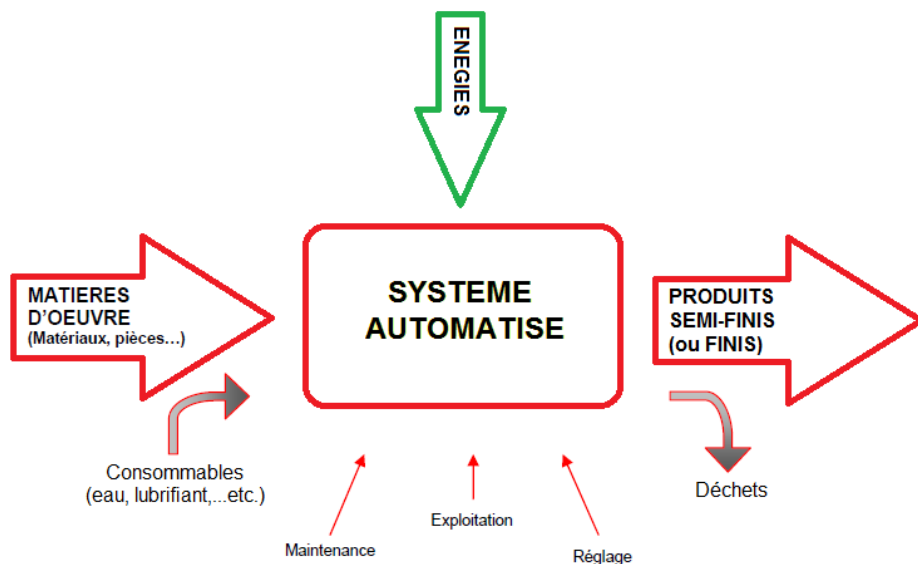 ENÉGIES
MATIERES
D'OEUVRE
(Matériaux, pièces...)
SYSTEME
AUTOMATISE
PRODUITS
SEMI-FINIS
(ou FINIS)
Consommables
(eau, lubrifiant,...etc.)
Déchets
Exploitation
Maintenance
Réglage